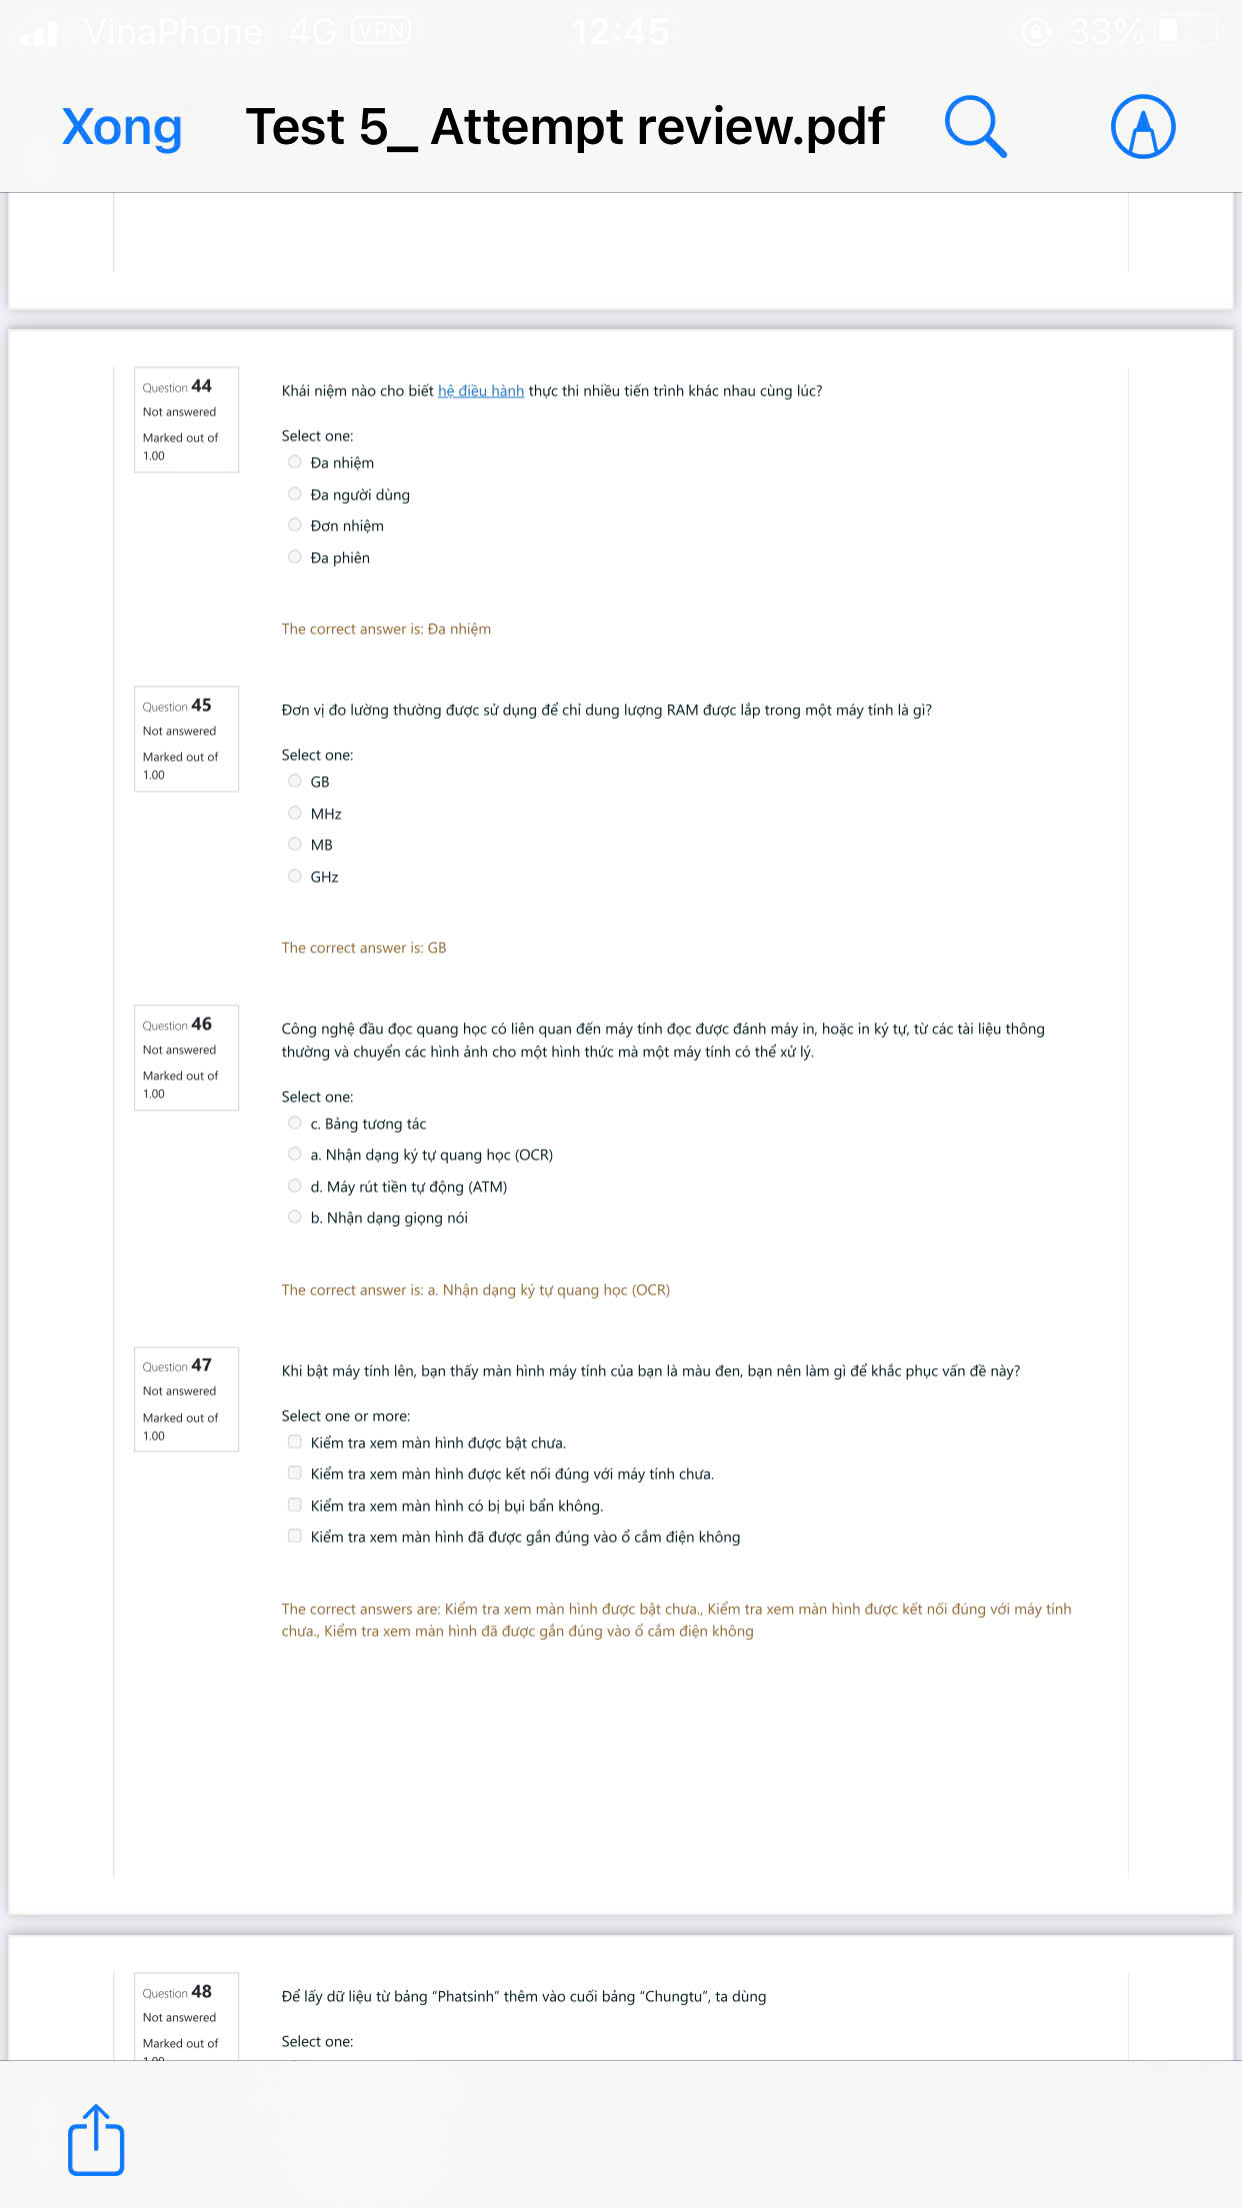 VinaPhone 4G VPN 12:45 33%
Xong Test 5_ Attempt review.pdf
Question 44
Not answered
Marked out of
1.00
Khái niệm nào cho biết hệ điều hành thực thi nhiều tiến trình khác nhau cùng lúc?
Select one:
Đa nhiệm
Đa người dùng
Đơn nhiệm
Đa phiên
The correct answer is: Đa nhiệm
Question 45
Not answered
Marked out of
1.00
Đơn vị đo lường thường được sử dụng để chỉ dung lượng RAM được lắp trong một máy tính là gì?
Select one:
GB
MHz
MB
GHz
The correct answer is: GB
Question 46
Not answered
Marked out of
1.00
Công nghệ đầu đọc quang học có liên quan đến máy tính đọc được đánh máy in, hoặc in ký tự, từ các tài liệu thông
thường và chuyển các hình ảnh cho một hình thức mà một máy tính có thể xử lý.
Select one:
c. Bảng tương tác
a. Nhận dạng ký tự quang học (OCR)
d. Máy rút tiền tự động (ATM)
b. Nhận dạng giọng nói
The correct answer is: a. Nhận dạng ký tự quang học (OCR)
Question 47
Not answered
Marked out of
1.00
Khi bật máy tính lên, bạn thấy màn hình máy tính của bạn là màu đen, bạn nên làm gì để khắc phục vấn đề này?
Select one or more:
Kiểm tra xem màn hình được bật chưa.
Kiểm tra xem màn hình được kết nối đúng với máy tính chưa.
Kiểm tra xem màn hình có bị bụi bẩn không.
Kiểm tra xem màn hình đã được gắn đúng vào ổ cắm điện không
The correct answers are: Kiểm tra xem màn hình được bật chưa., Kiểm tra xem màn hình được kết nối đúng với máy tính
chưa., Kiểm tra xem màn hình đã được gắn đúng vào ổ cắm điện không
Question 48
Not answered
Marked out of
1.00
Để lấy dữ liệu từ bảng “Phatsinh” thêm vào cuối bảng “Chungtu”, ta dùng
Select one: